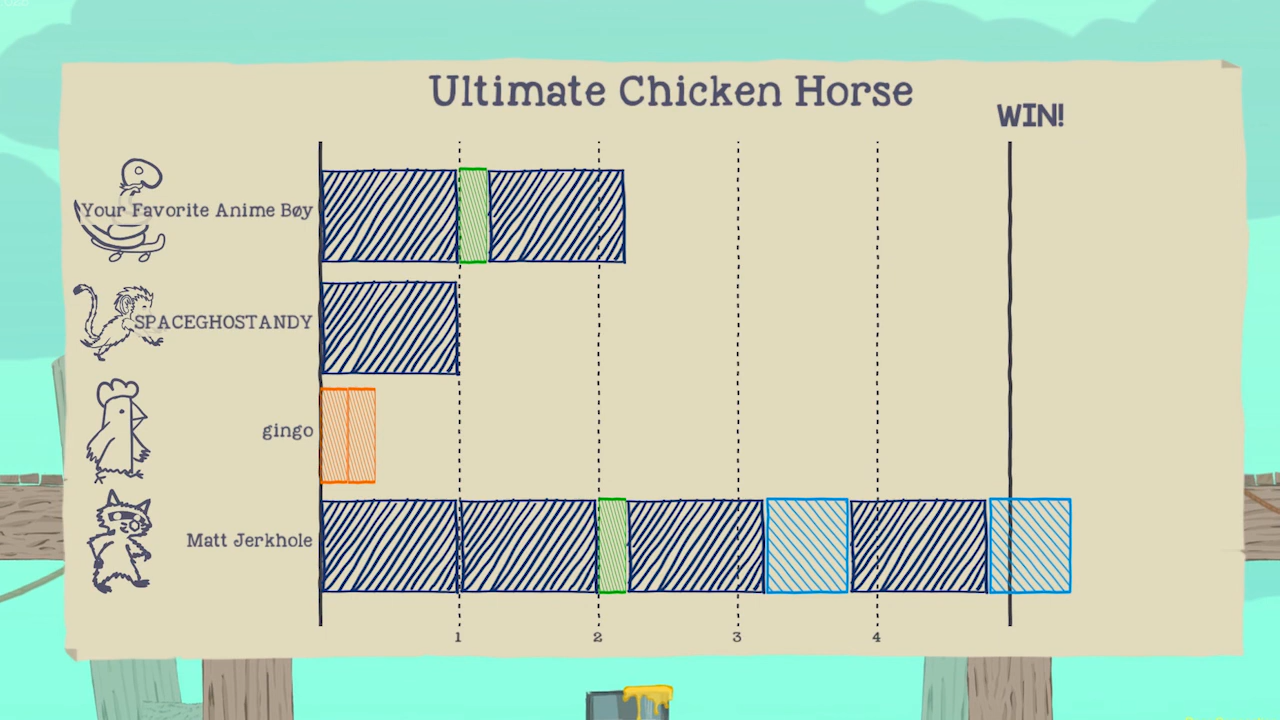 Ultimate Chicken Horse
WIN!
Your Favorite Anime Bøy
SPACEGHOSTANDY
gingo
Matt Jerkhole
1 2 3 4